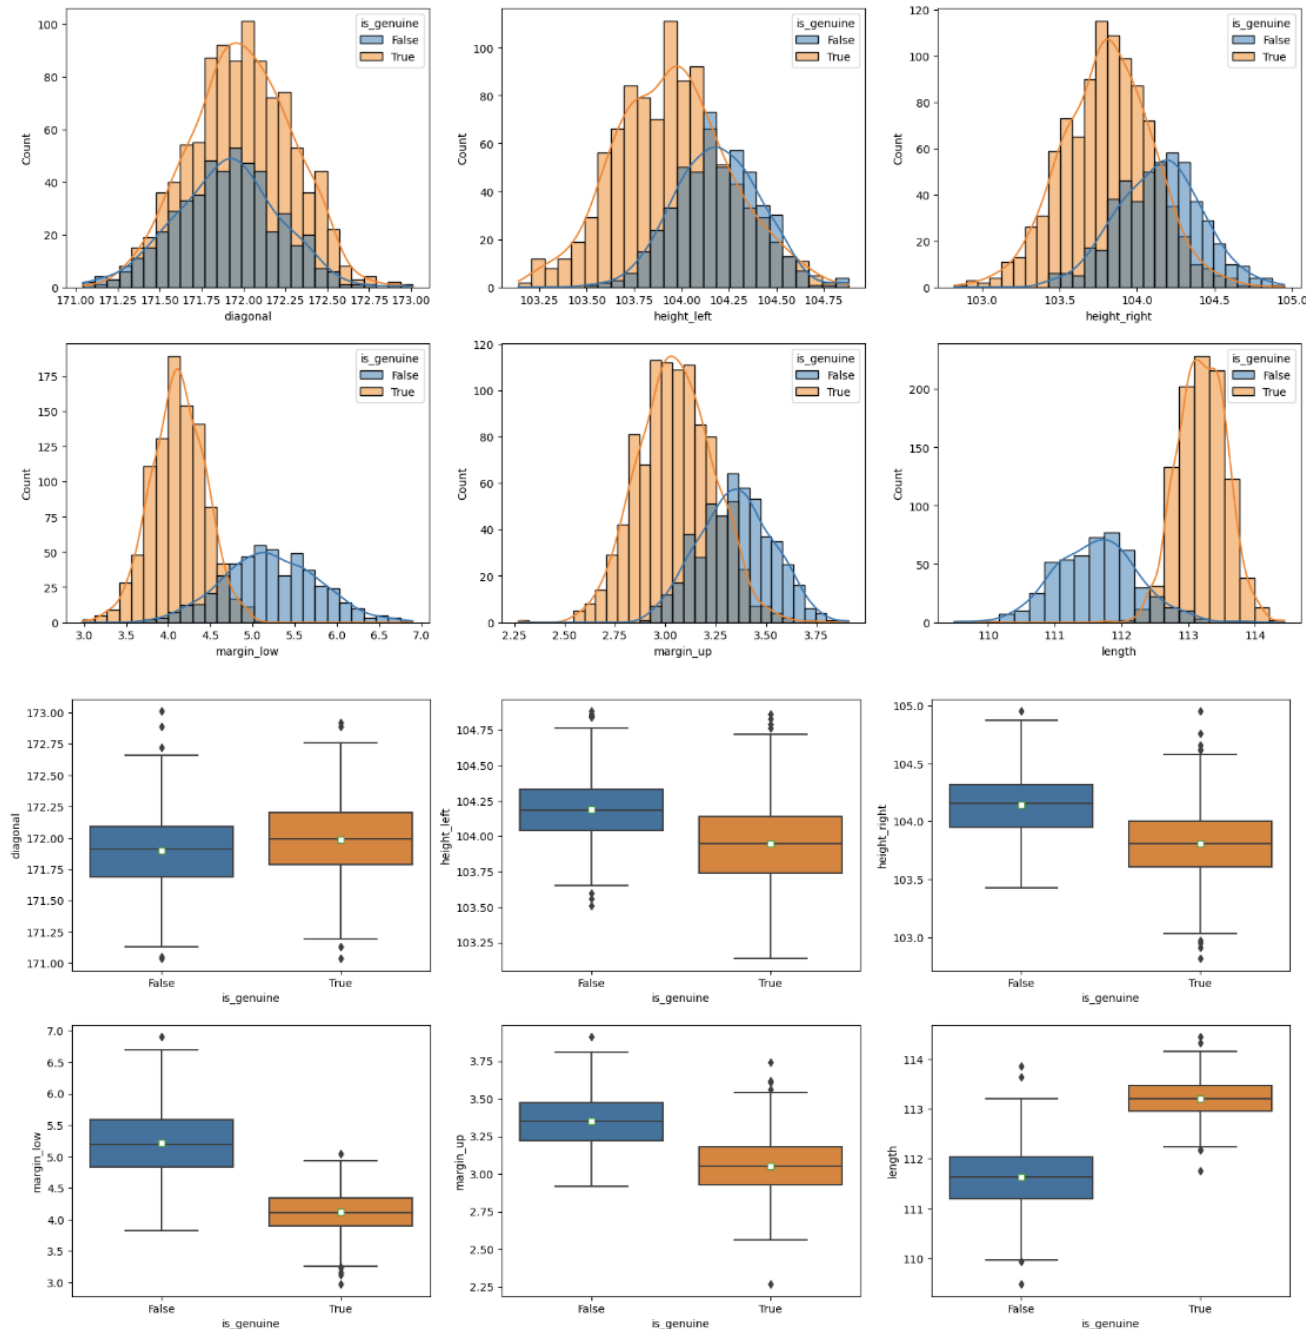 is_genuine
False
True
Count
100
80
60
40
20
0
171.00 171.25 171.50 171.75 172.00 172.25 172.50 172.75 173.00
diagonal
is_genuine
False
True
Count
100
80
60
40
20
0
103.25 103.50 103.75 104.00 104.25 104.50 104.75
height_left
is_genuine
False
True
Count
120
100
80
60
40
20
0
103.0 103.5 104.0 104.5 105.0
height_right
is_genuine
False
True
Count
175
150
125
100
75
50
25
0
3.0 3.5 4.0 4.5 5.0 5.5 6.0 6.5 7.0
margin_low
is_genuine
False
True
Count
120
100
80
60
40
20
0
2.25 2.50 2.75 3.00 3.25 3.50 3.75
margin_up
is_genuine
False
True
Count
200
150
100
50
0
110 111 112 113 114
length
diagonal
173.00
172.75
172.50
172.25
172.00
171.75
171.50
171.25
171.00
False True
is_genuine
height_left
104.75
104.50
104.25
104.00
103.75
103.50
103.25
False True
is_genuine
height_right
105.0
104.5
104.0
103.5
103.0
False True
is_genuine
margin_low
7.0
6.5
6.0
5.5
5.0
4.5
4.0
3.5
3.0
False True
is_genuine
margin_up
3.75
3.50
3.25
3.00
2.75
2.50
2.25
False True
is_genuine
length
114
113
112
111
110
False True
is_genuine